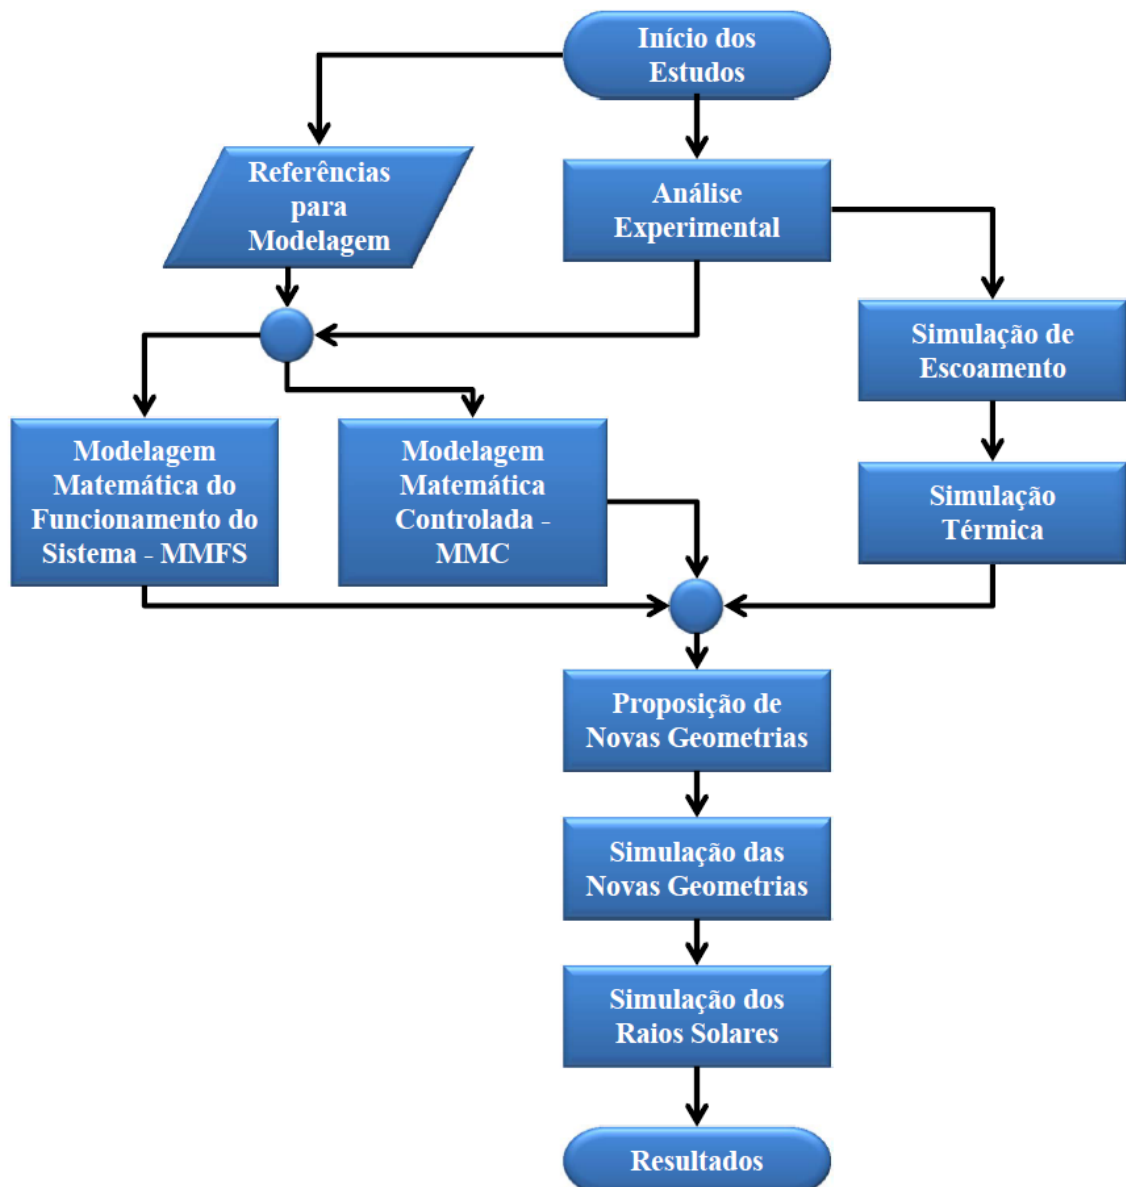 Início dos
Estudos
Referências
para
Modelagem
Análise
Experimental
Simulação de
Escoamento
Modelagem
Matemática do
Funcionamento do
Sistema - MMFS
Modelagem
Matemática
Controlada -
MMC
Simulação
Térmica
Proposição de
Novas Geometrias
Simulação das
Novas Geometrias
Simulação dos
Raios Solares
Resultados